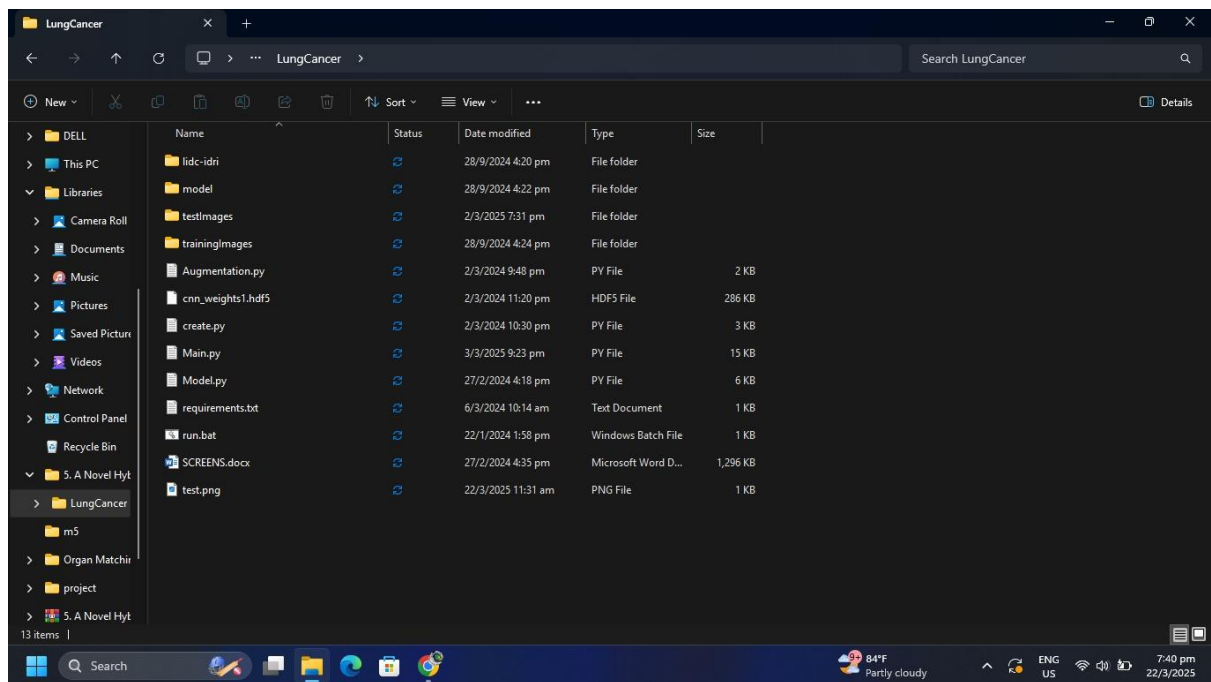 LungCancer
LungCancer
Search LungCancer
New
Sort
View
Details
Name Status Date modified Type Size
DELL
This PC
Libraries
Camera Roll
Documents
Music
Pictures
Saved Picture
Videos
Network
Control Panel
Recycle Bin
5. A Novel Hyb
LungCancer
m5
Organ Matchin
project
5. A Novel Hyb
lidc-idri 28/9/2024 4:20 pm File folder
model 28/9/2024 4:22 pm File folder
testImages 2/3/2025 7:31 pm File folder
trainingImages 28/9/2024 4:24 pm File folder
Augmentation.py 2/3/2024 9:48 pm PY File 2 KB
cnn_weights1.hdf5 2/3/2024 11:20 pm HDF5 File 286 KB
create.py 2/3/2024 10:30 pm PY File 3 KB
Main.py 3/3/2025 9:23 pm PY File 15 KB
Model.py 27/2/2024 4:18 pm PY File 6 KB
requirements.txt 6/3/2024 10:14 am Text Document 1 KB
run.bat 22/1/2024 1:58 pm Windows Batch File 1 KB
SCREENS.docx 27/2/2024 4:35 pm Microsoft Word D... 1,296 KB
test.png 22/3/2025 11:31 am PNG File 1 KB
13 items
Search
9+
84°F
Partly cloudy
ENG
US
7:40 pm
22/3/2025